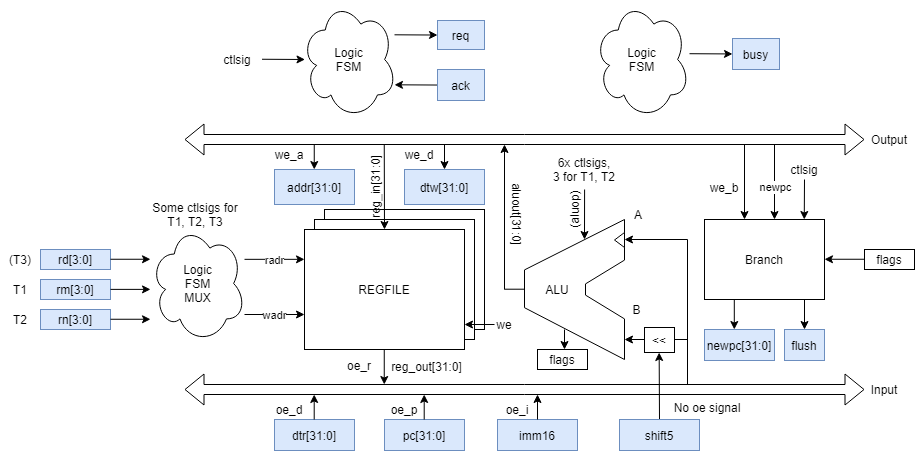 Logic
FSM
req
ctlsig
ack
Logic
FSM
busy
Output
we_a
we_d
addr[31:0]
reg_in[31:0]
dtw[31:0]
aluout[31:0]
6x ctlsigs,
3 for T1, T2
(donut)
we_b
newpc
ctlsig
Some ctlsigs for
T1, T2, T3
A
(T3)
rd[3:0]
T1
rm[3:0]
T2
rn[3:0]
Logic
FSM
MUX
radr
wadr
REGFILE
we
ALU
B
<<
flags
Branch
flags
newpc[31:0]
flush
oe_r
reg_out[31:0]
Input
oe_d
oe_p
oe_i
No oe signal
dtr[31:0]
pc[31:0]
imm16
shift5